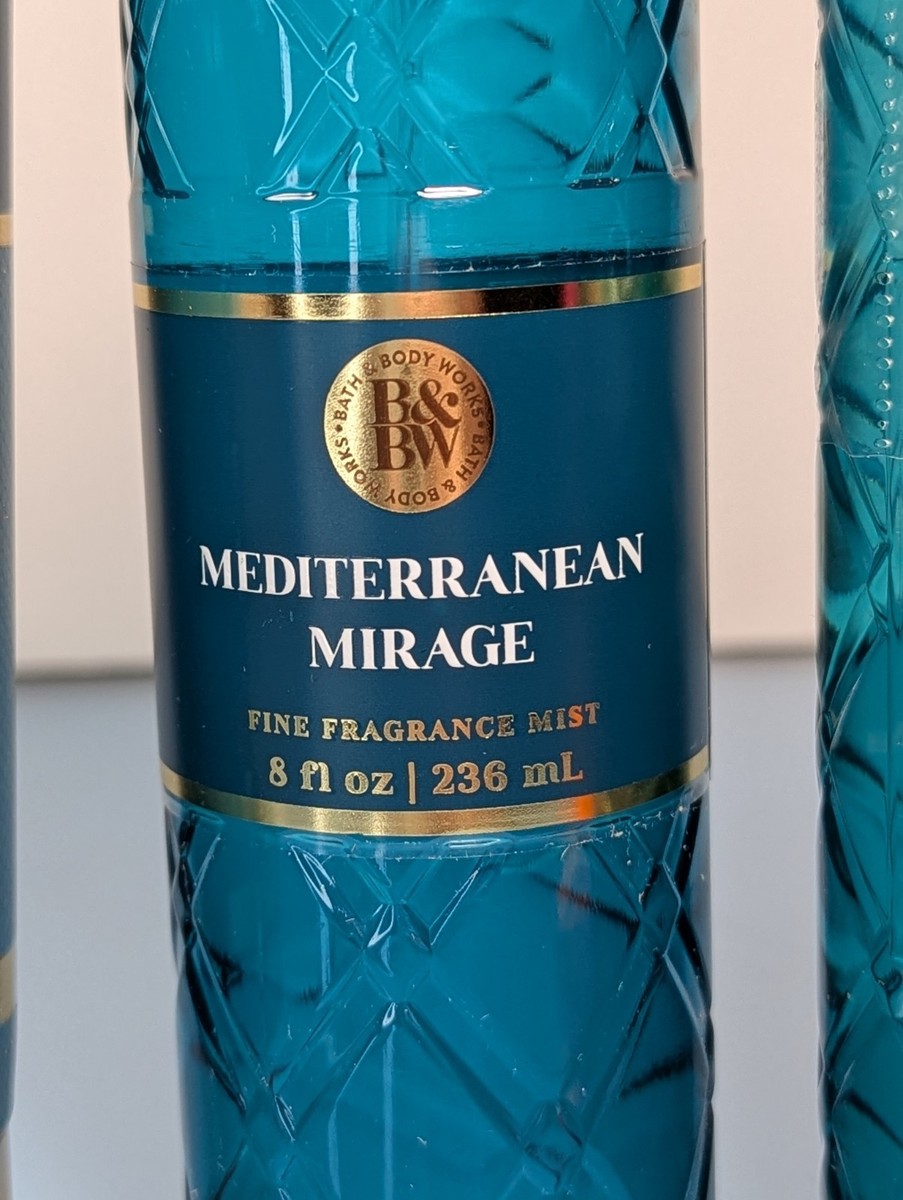 BATH & BODY WORKS • BATH & BODY WORKS •
B&
BW
MEDITERRANEAN
MIRAGE
FINE FRAGRANCE MIST
8 fl oz | 236 mL